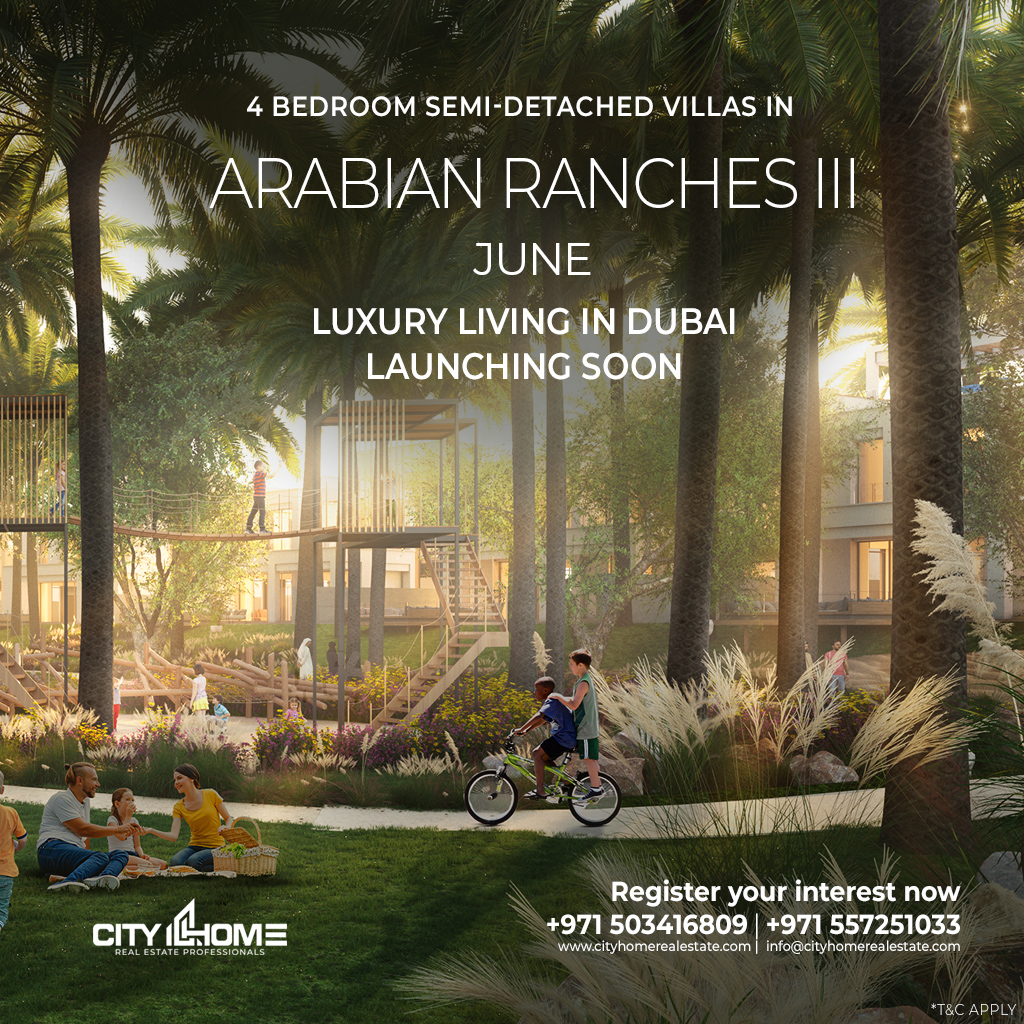 4 BEDROOM SEMI-DETACHED VILLAS IN
ARABIAN RANCHES III
JUNE
LUXURY LIVING IN DUBAI
LAUNCHING SOON
Register your interest now
+971 503416809 | +971 557251033
www.cityhomerealestate.com | info@cityhomerealestate.com
CITY HOME
REAL ESTATE PROFESSIONALS
*T&C APPLY